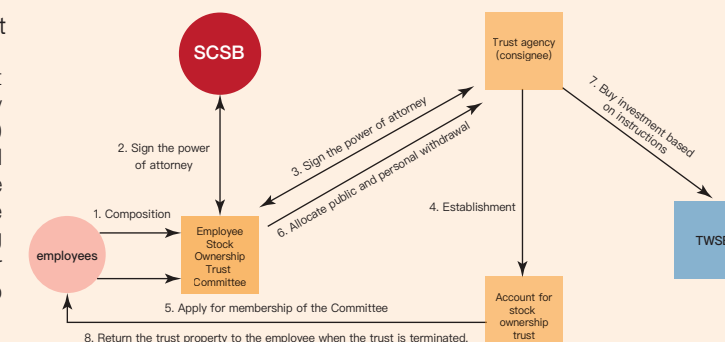 t
SCSB
Trust agency
(consignee)
7. Buy investment based
on instructions
2. Sign the power
of attorney
3. Sign the power of attorney
6. Allocate public and personal withdrawal
4. Establishment
1. Composition
employees
Employee
Stock
Ownership
Trust
Committee
5. Apply for membership of the Committee
Account for
stock
ownership
trust
8. Return the trust property to the employee when the trust is terminated.